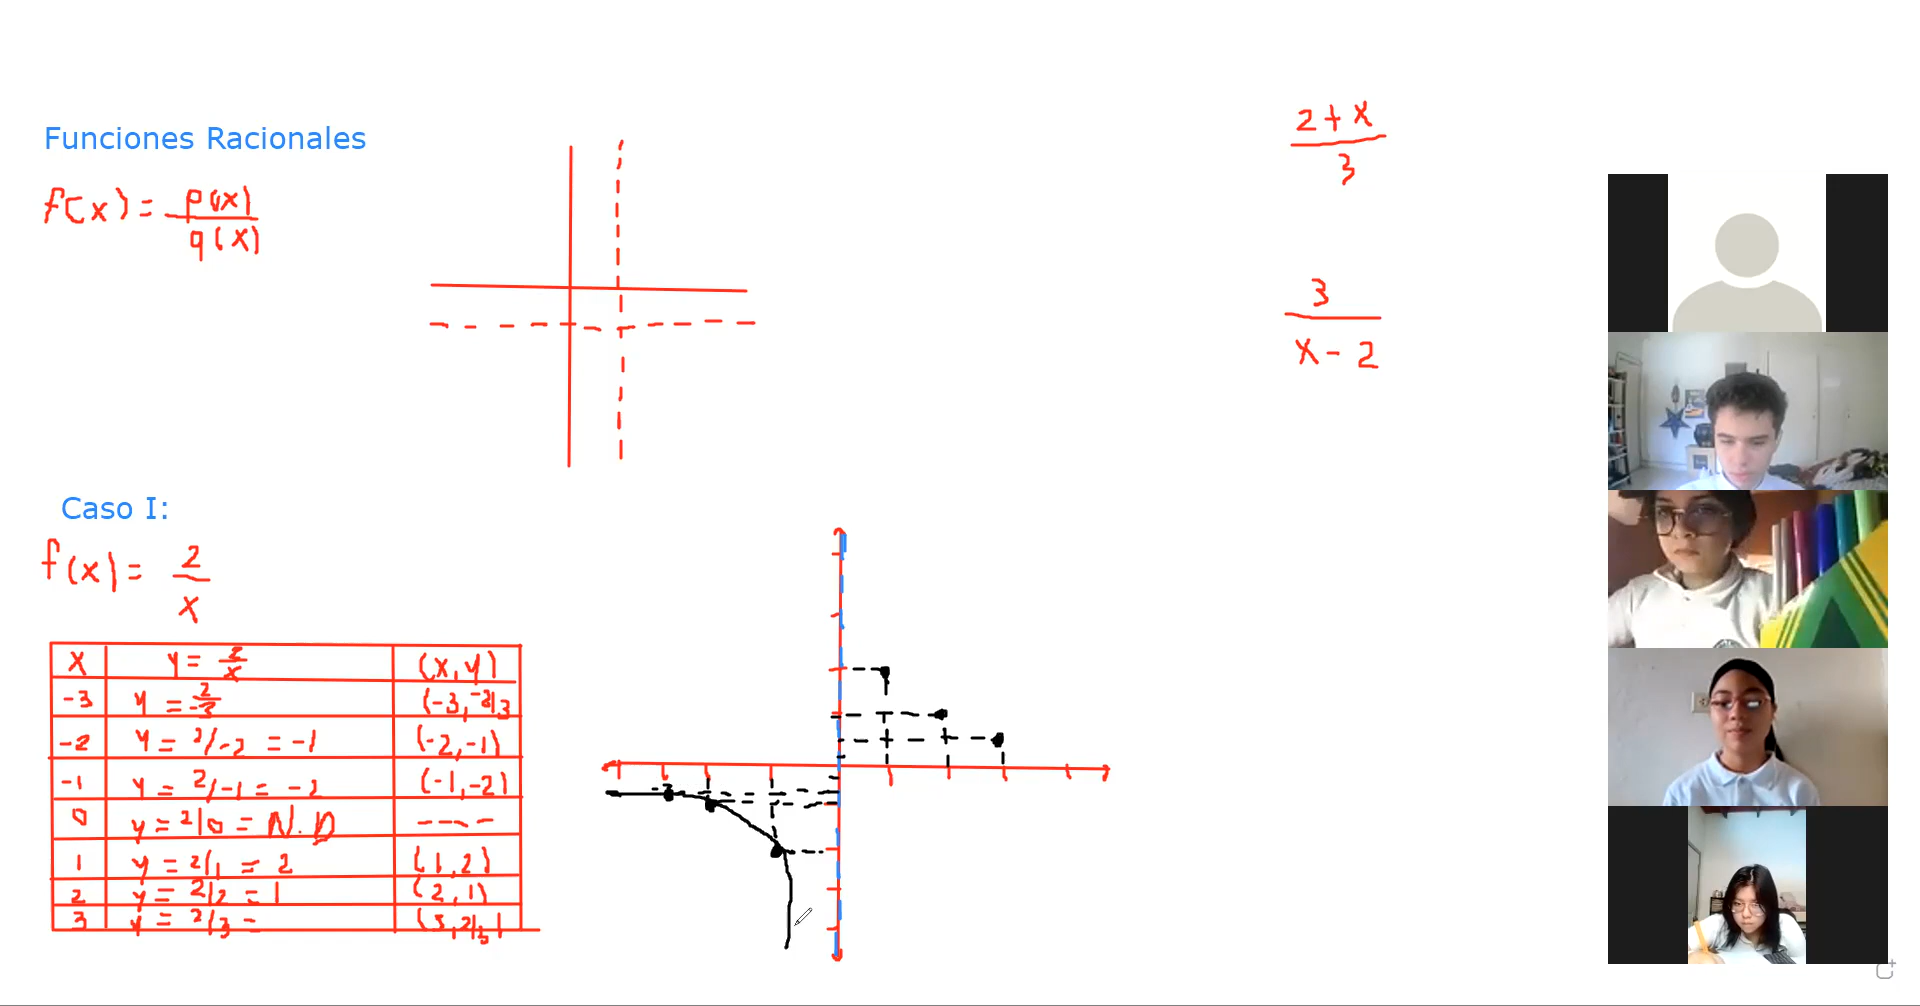 Funciones Racionales
f(x) = p(x)
q(x)
2 + x
3
3
x - 2
Caso I:
f(x) = 2
x
x y = 2/x (x, y)
-3 y = 2/-3 (-3, -2/3
-2 y = 2/-2 = -1 (-2, -1)
-1 y = 2/-1 = -2 (-1, -2)
0 y = 2/0 = N.D ----
1 y = 2/1 = 2 (1, 2)
2 y = 2/2 = 1 (2, 1)
3 y = 2/3 = (3, 2/3)